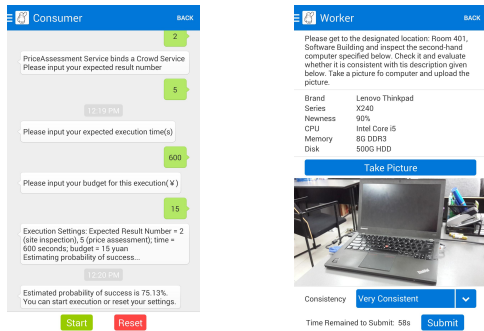 Consumer
BACK
2
PriceAssessment Service binds a Crowd Service
Please input your expected result number
5
12:19 PM
Please input your expected execution time(s)
600
Please input your budget for this execution(¥)
15
Execution Settings: Expected Result Number = 2
(site inspection), 5 (price assessment); time =
600 seconds; budget = 15 yuan
Estimating probability of success...
12:20 PM
Estimated probability of success is 75.13%.
You can start execution or reset your settings.
Start
Reset
Worker
BACK
Please get to the designated location: Room 401,
Software Building and inspect the second-hand
computer specified below. Check it and evaluate
whether it is consistent with tis description given
below. Take a picture fo computer and upload the
picture.
Brand Lenovo Thinkpad
Series X240
Newness 90%
CPU Intel Core i5
Memory 8G DDR3
Disk 500G HDD
Take Picture
Consistency Very Consistent
Time Remained to Submit: 58s Submit